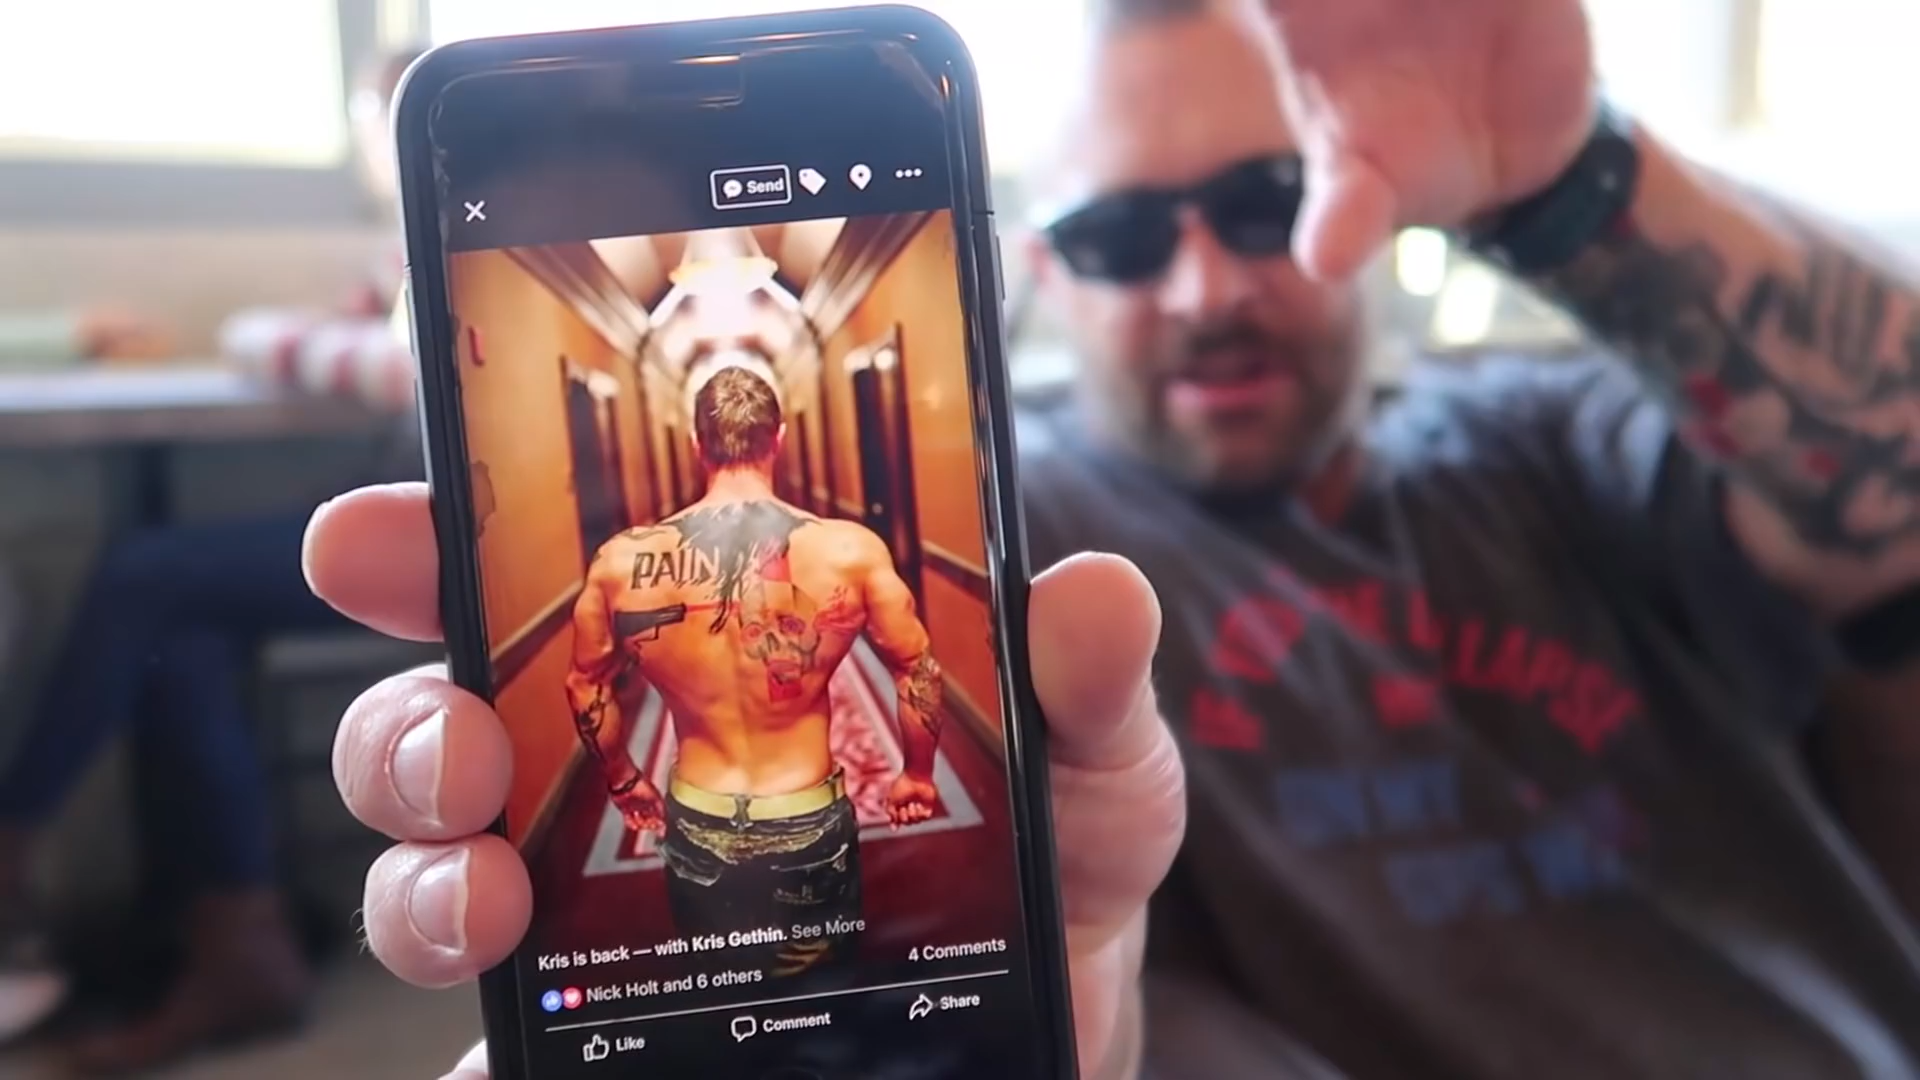 Send
PAIN
Kris is back — with Kris Gethin. See More
4 Comments
Nick Holt and 6 others
Like
Comment
Share